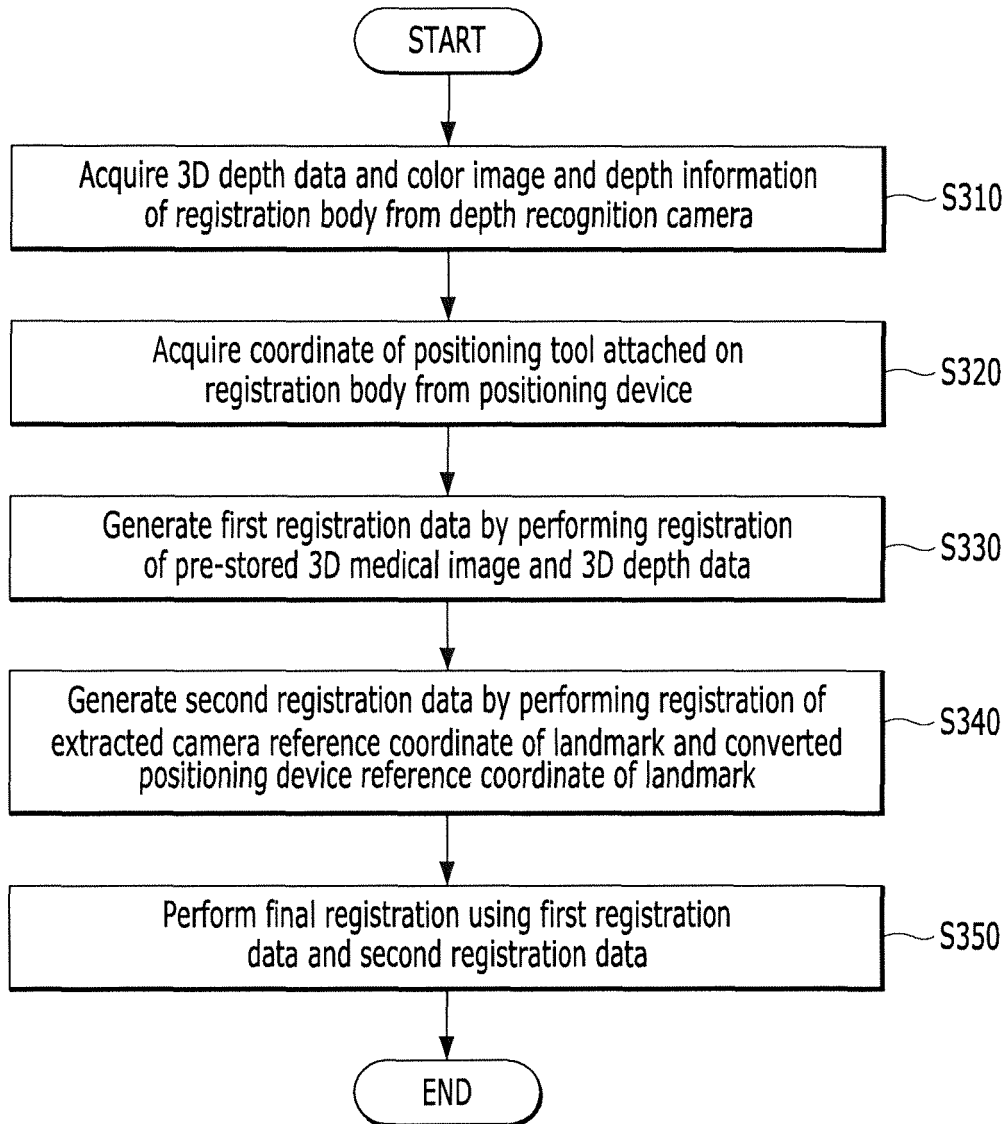 START
Acquire 3D depth data and color image and depth information
of registration body from depth recognition camera
S310
Acquire coordinate of positioning tool attached on
registration body from positioning device
S320
Generate first registration data by performing registration
of pre-stored 3D medical image and 3D depth data
S330
Generate second registration data by performing registration of
extracted camera reference coordinate of landmark and converted
positioning device reference coordinate of landmark
S340
Perform final registration using first registration
data and second registration data
S350
END